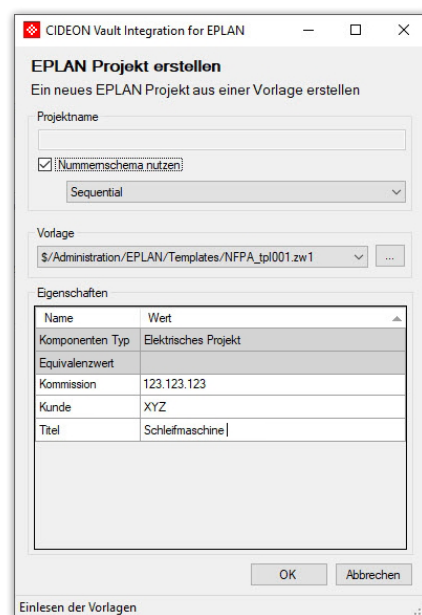 CIDEON Vault Integration for EPLAN
EPLAN Projekt erstellen
Ein neues EPLAN Projekt aus einer Vorlage erstellen
Projektname
Nummernschema nutzen
Sequential
Vorlage
$/Administration/EPLAN/Templates/NFPA_tpl001.zw1
...
Eigenschaften
Name Wert
Komponenten Typ Elektrisches Projekt
Equivalenzwert
Kommission 123.123.123
Kunde XYZ
Titel Schleifmaschine
OK Abbrechen
Einlesen der Vorlagen